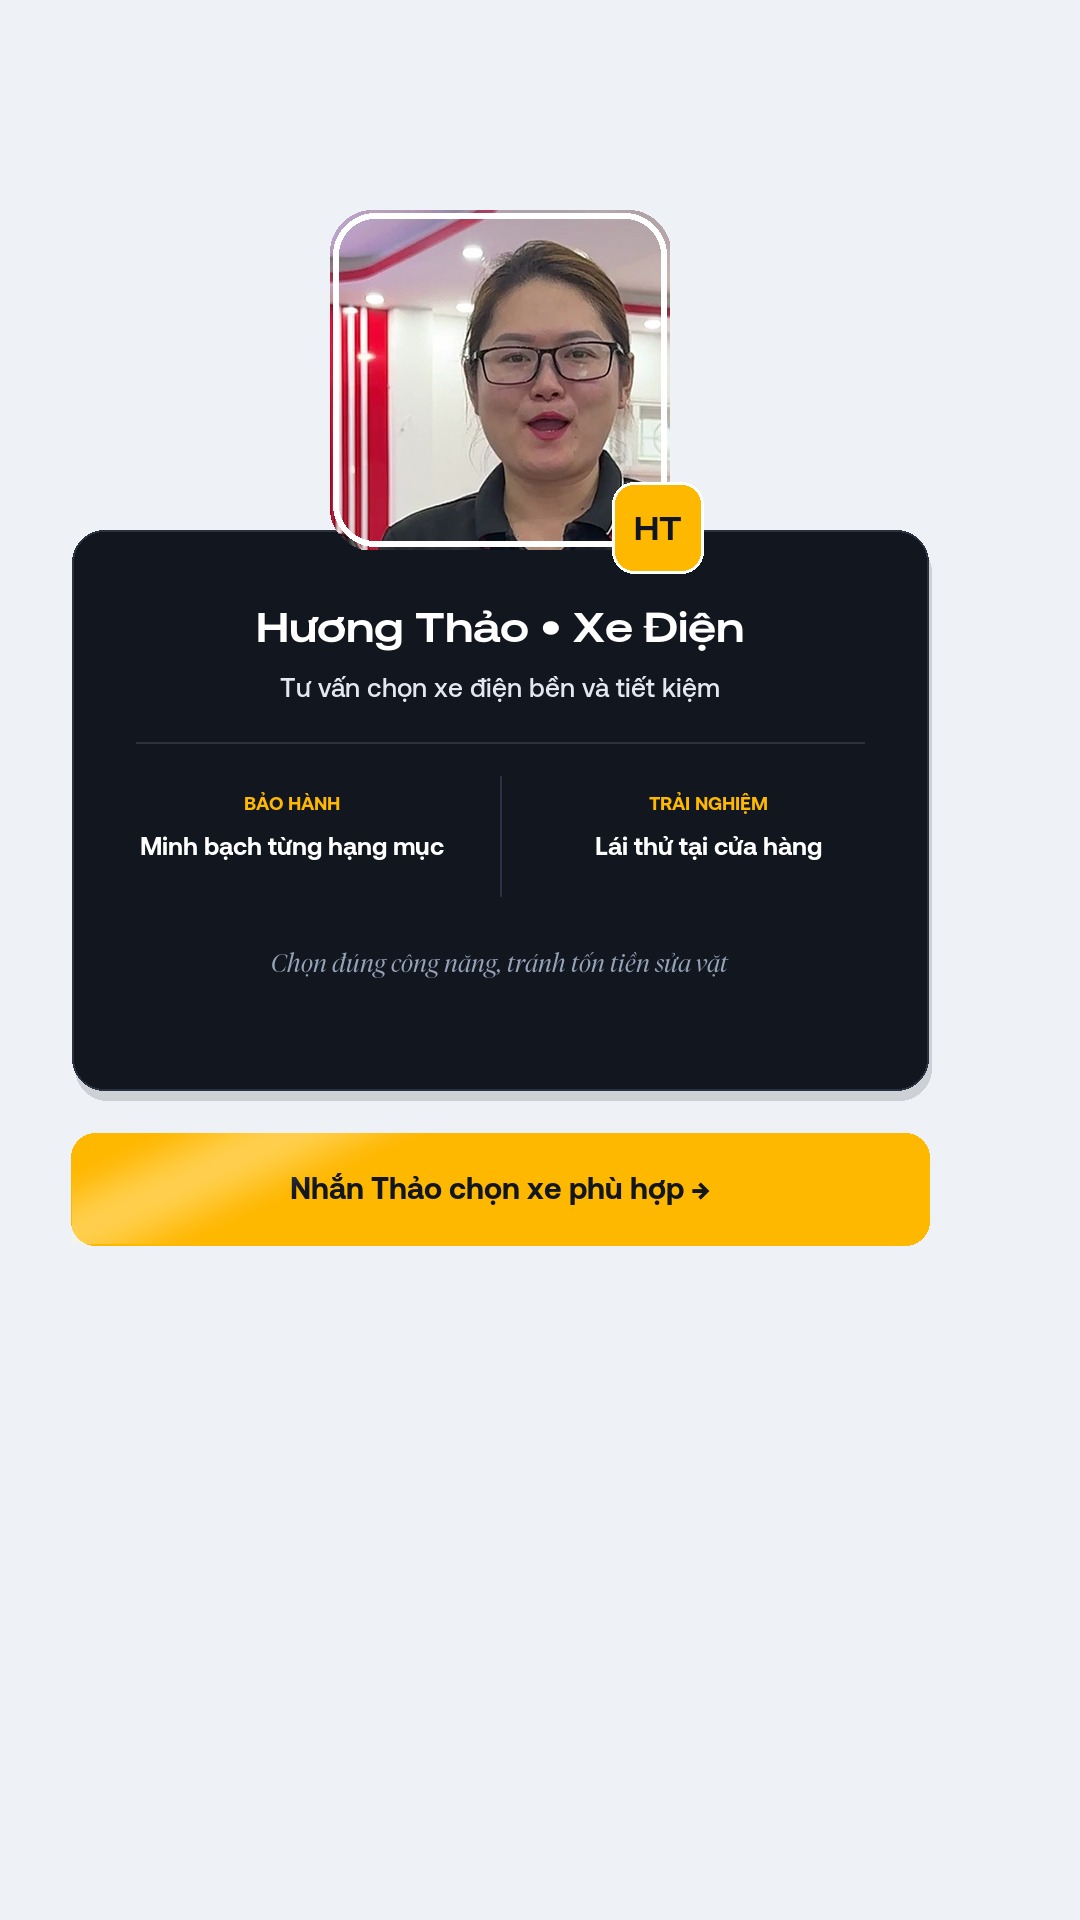 HT
Hương Thảo • Xe Điện
Tư vấn chọn xe điện bền và tiết kiệm
BẢO HÀNH
Minh bạch từng hạng mục
TRẢI NGHIỆM
Lái thử tại cửa hàng
Chọn đúng công năng, tránh tốn tiền sửa vặt
Nhắn Thảo chọn xe phù hợp →